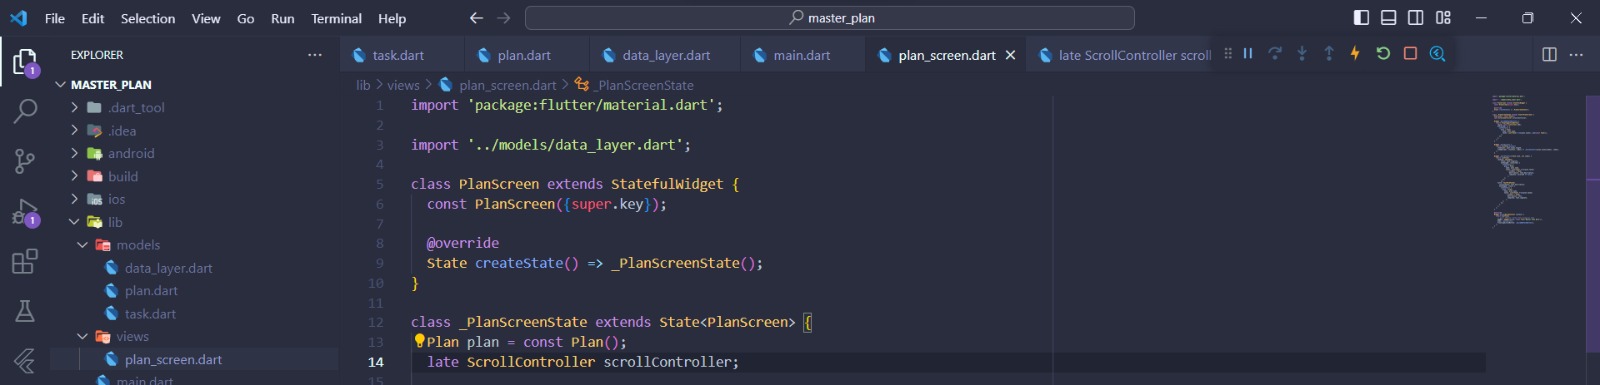 File Edit Selection View Go Run Terminal Help master_plan
EXPLORER
task.dart plan.dart data_layer.dart main.dart plan_screen.dart late ScrollController scroll
MASTER_PLAN
.dart_tool
.idea
android
build
ios
lib
models
data_layer.dart
plan.dart
task.dart
views
plan_screen.dart
main.dart
1
1
lib > views > plan_screen.dart > _PlanScreenState
1 import 'package:flutter/material.dart';
2
3 import '../models/data_layer.dart';
4
5 class PlanScreen extends StatefulWidget {
6 const PlanScreen({super.key});
7
8 @override
9 State createState() => _PlanScreenState();
10 }
11
12 class _PlanScreenState extends State<PlanScreen> {
13 Plan plan = const Plan();
14 late ScrollController scrollController;
15